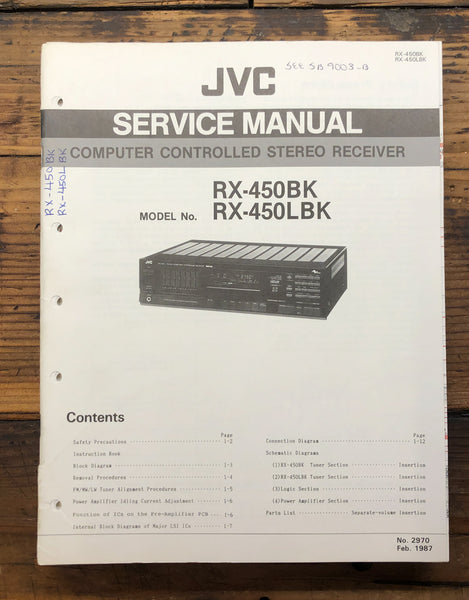 RX-450BK
RX-450LBK
SEE SB 9003-B
JVC
SERVICE MANUAL
COMPUTER CONTROLLED STEREO RECEIVER
RX-450BK
RX-450LBK
RX-450BK
MODEL No. RX-450LBK
JVC
Contents
Page
Safety Precautions 1-2
Instruction Book
Block Diagram 1-3
Removal Procedures 1-4
FM/MW/LW Tuner Alignment Procedures 1-5
Power Amplifier Idling Current Adjustment 1-6
Function of ICs on the Pre-Amplifier PCB 1-6
Internal Block Diagrams of Major LSI ICs 1-7
Page
Connection Diagram 1-12
Schematic Diagrams
(1)RX-450BK Tuner Section Insertion
(2)RX-450LBK Tuner Section Insertion
(3)Logic Section Insertion
(4)Power Amplifier Section Insertion
Parts List Separate-volume Insertion
No. 2970
Feb. 1987